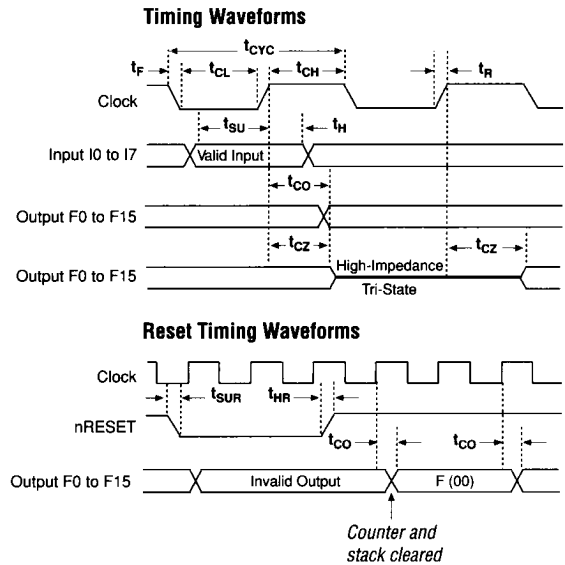 Timing Waveforms
tCYC
tF tCL tCH tR
Clock
tSU tH
Input I0 to I7 Valid Input
tCO
Output F0 to F15
tCZ tCZ
High-Impedance
Output F0 to F15
Tri-State
Reset Timing Waveforms
Clock
tSUR tHR
nRESET
tCO tCO
Output F0 to F15 Invalid Output F (00)
Counter and
stack cleared